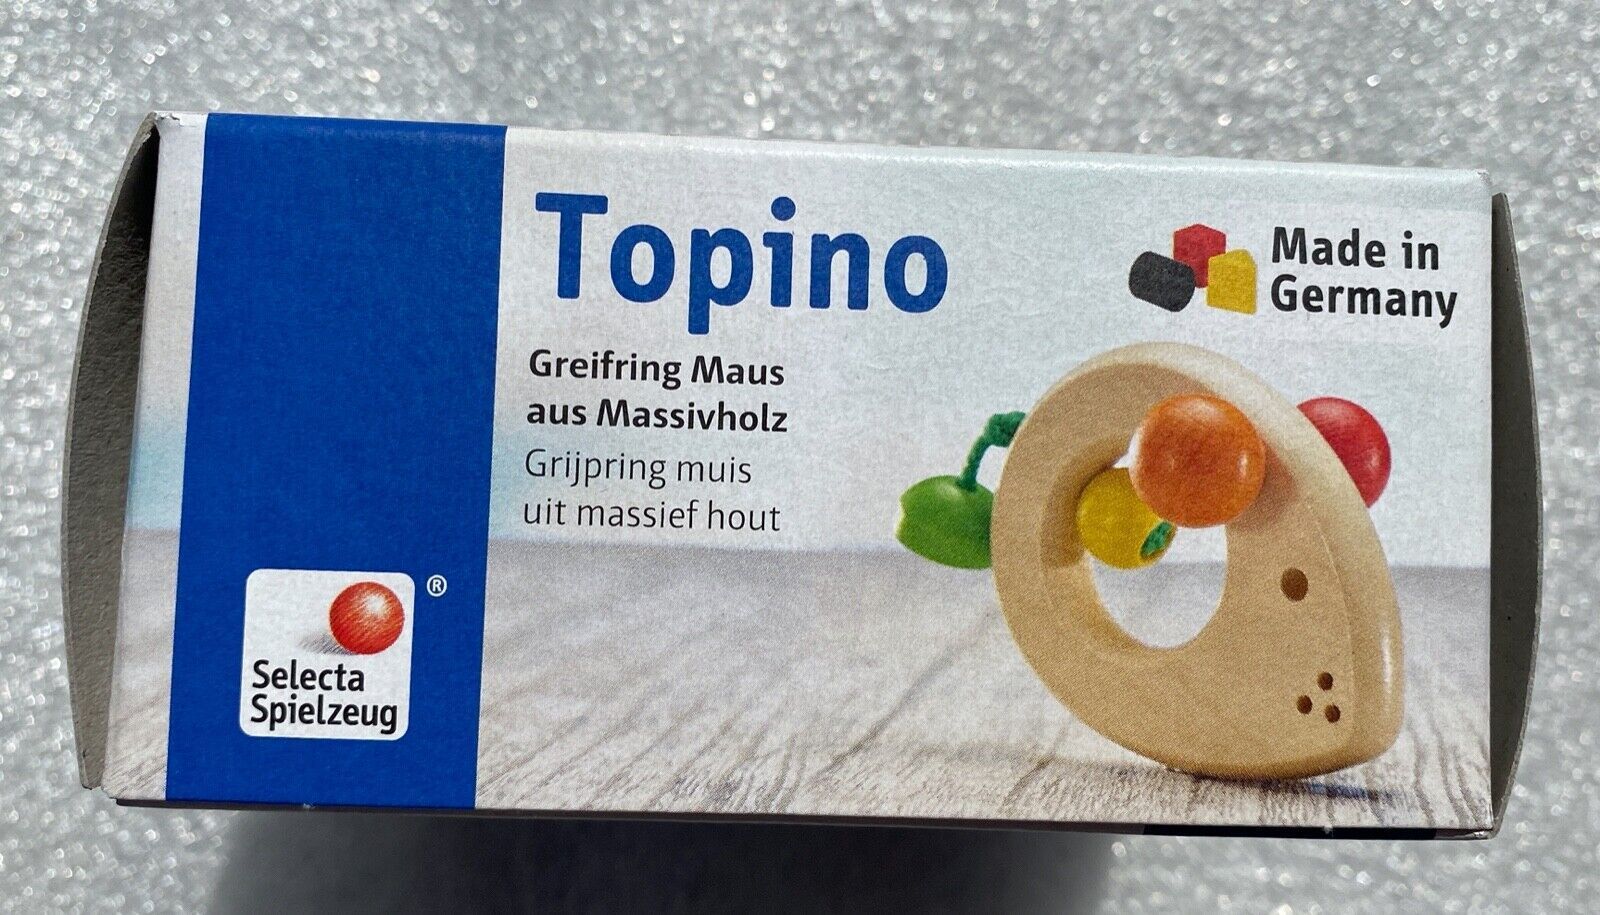 Topino
Made in
Germany
Greifring Maus
aus Massivholz
Grijpring muis
uit massief hout
Selecta
Spielzeug
®